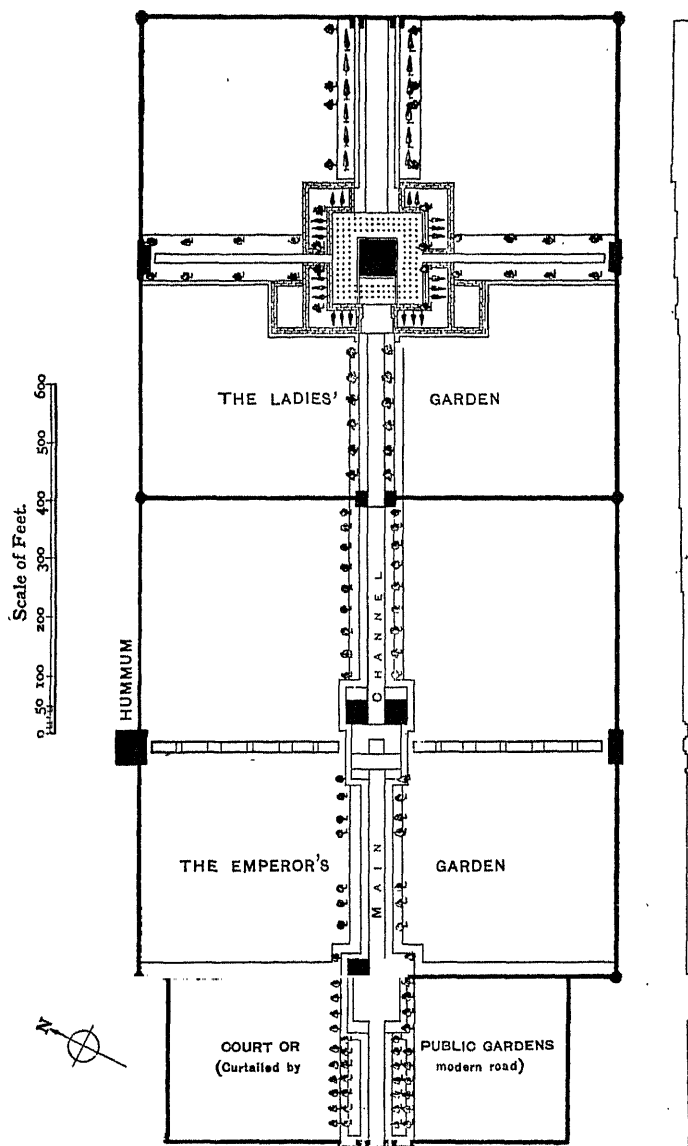 THE LADIES' GARDEN
600
500
400
300
200
100
50
0
Scale of Feet.
CHANNEL
HUMMUM
THE EMPEROR'S GARDEN
MAIN
N
COURT OR PUBLIC GARDENS
(Curtailed by modern road)